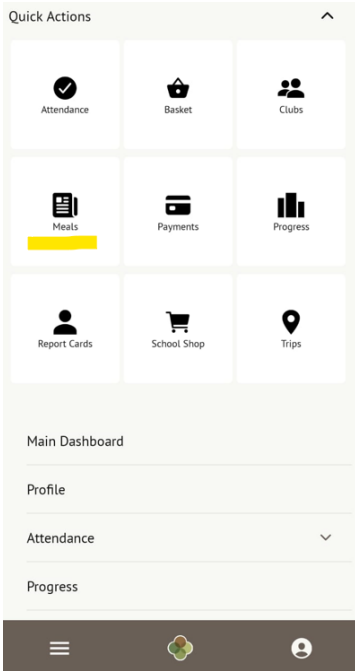 Quick Actions
Attendance
Basket
Clubs
Meals
Payments
Progress
Report Cards
School Shop
Trips
Main Dashboard
Profile
Attendance
Progress